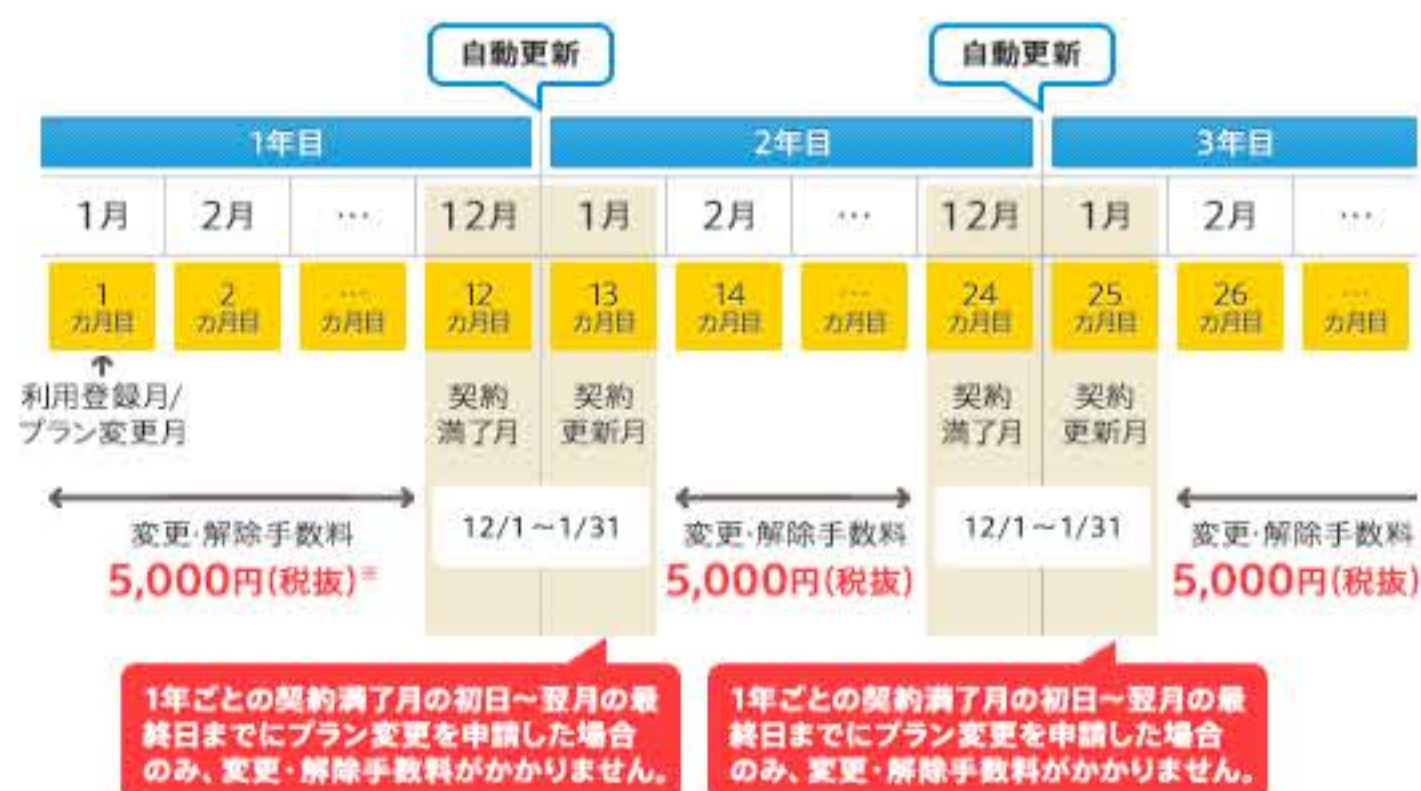 自動更新
自動更新
1年目
2年目
3年目
1月
2月
…
12月
1月
2月
…
12月
1月
2月
…
1
カ月目
2
カ月目
…
カ月目
12
カ月目
13
カ月目
14
カ月目
…
カ月目
24
カ月目
25
カ月目
26
カ月目
…
カ月目
利用登録月/
プラン変更月
契約
満了月
契約
更新月
契約
満了月
契約
更新月
変更・解除手数料
5,000円(税抜)※
12/1～1/31
変更・解除手数料
5,000円(税抜)
12/1～1/31
変更・解除手数料
5,000円(税抜)
1年ごとの契約満了月の初日～翌月の最
終日までにプラン変更を申請した場合
のみ、変更・解除手数料がかかりません。
1年ごとの契約満了月の初日～翌月の最
終日までにプラン変更を申請した場合
のみ、変更・解除手数料がかかりません。